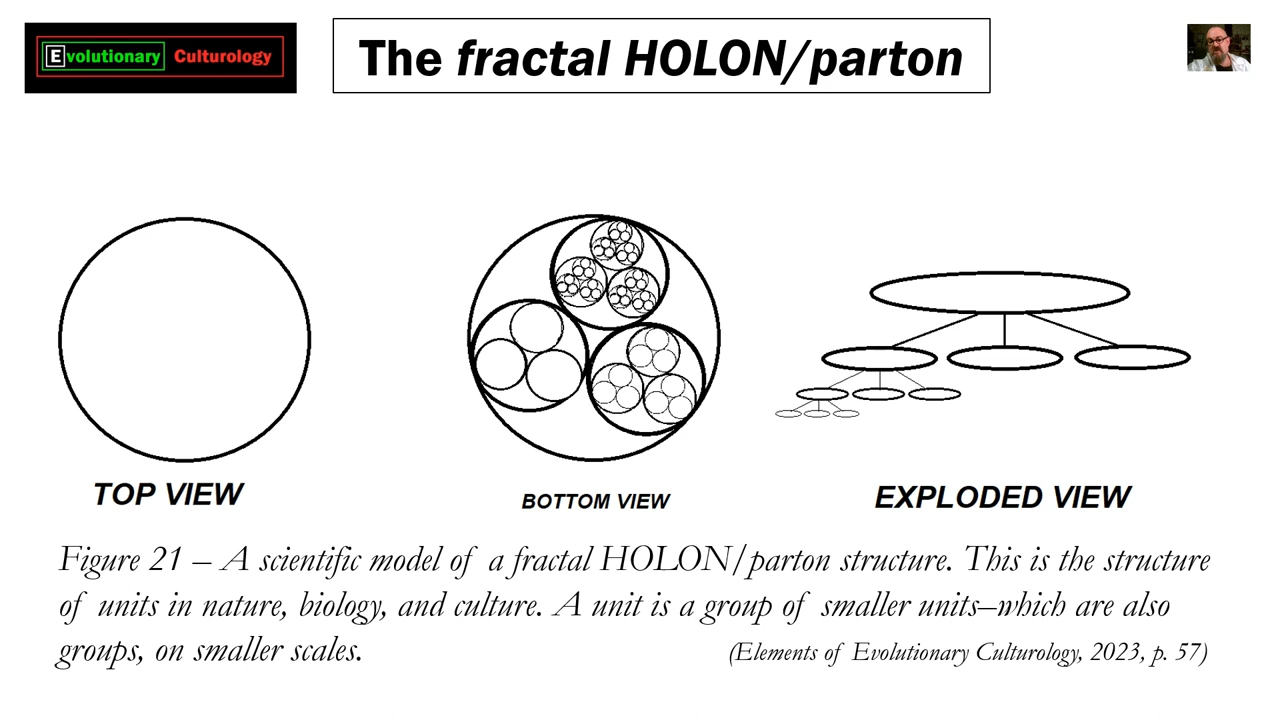 Evolutionary Culturology
The fractal HOLON/parton
TOP VIEW
BOTTOM VIEW
EXPLODED VIEW
Figure 21 – A scientific model of a fractal HOLON/parton structure. This is the structure
of units in nature, biology, and culture. A unit is a group of smaller units–which are also
groups, on smaller scales.
(Elements of Evolutionary Culturology, 2023, p. 57)